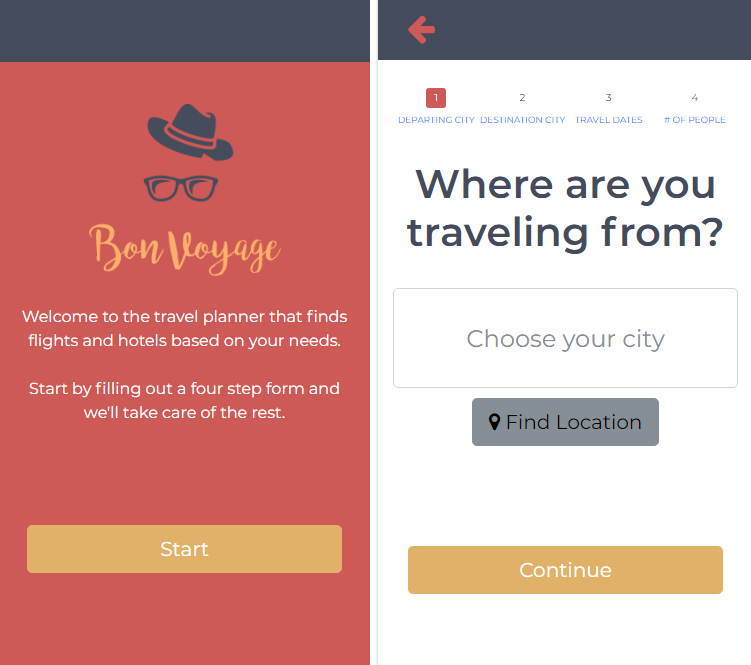 Bon Voyage
Welcome to the travel planner that finds
flights and hotels based on your needs.
Start by filling out a four step form and
we'll take care of the rest.
Start
1 2 3 4
DEPARTING CITY DESTINATION CITY TRAVEL DATES # OF PEOPLE
Where are you
traveling from?
Choose your city
Find Location
Continue